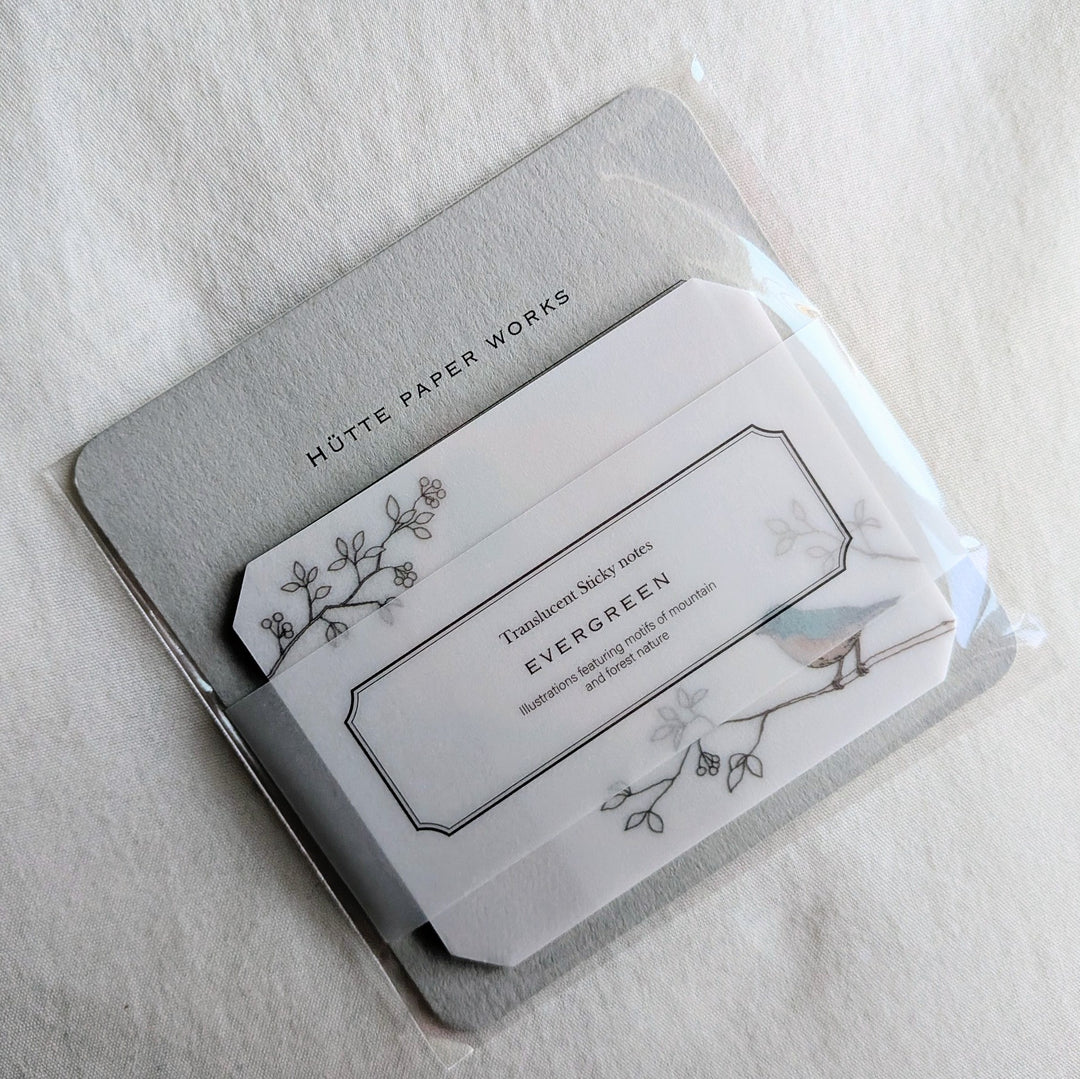 HÜTTE PAPER WORKS
Translucent Sticky notes
EVERGREEN
Illustrations featuring motifs of mountain
and forest nature